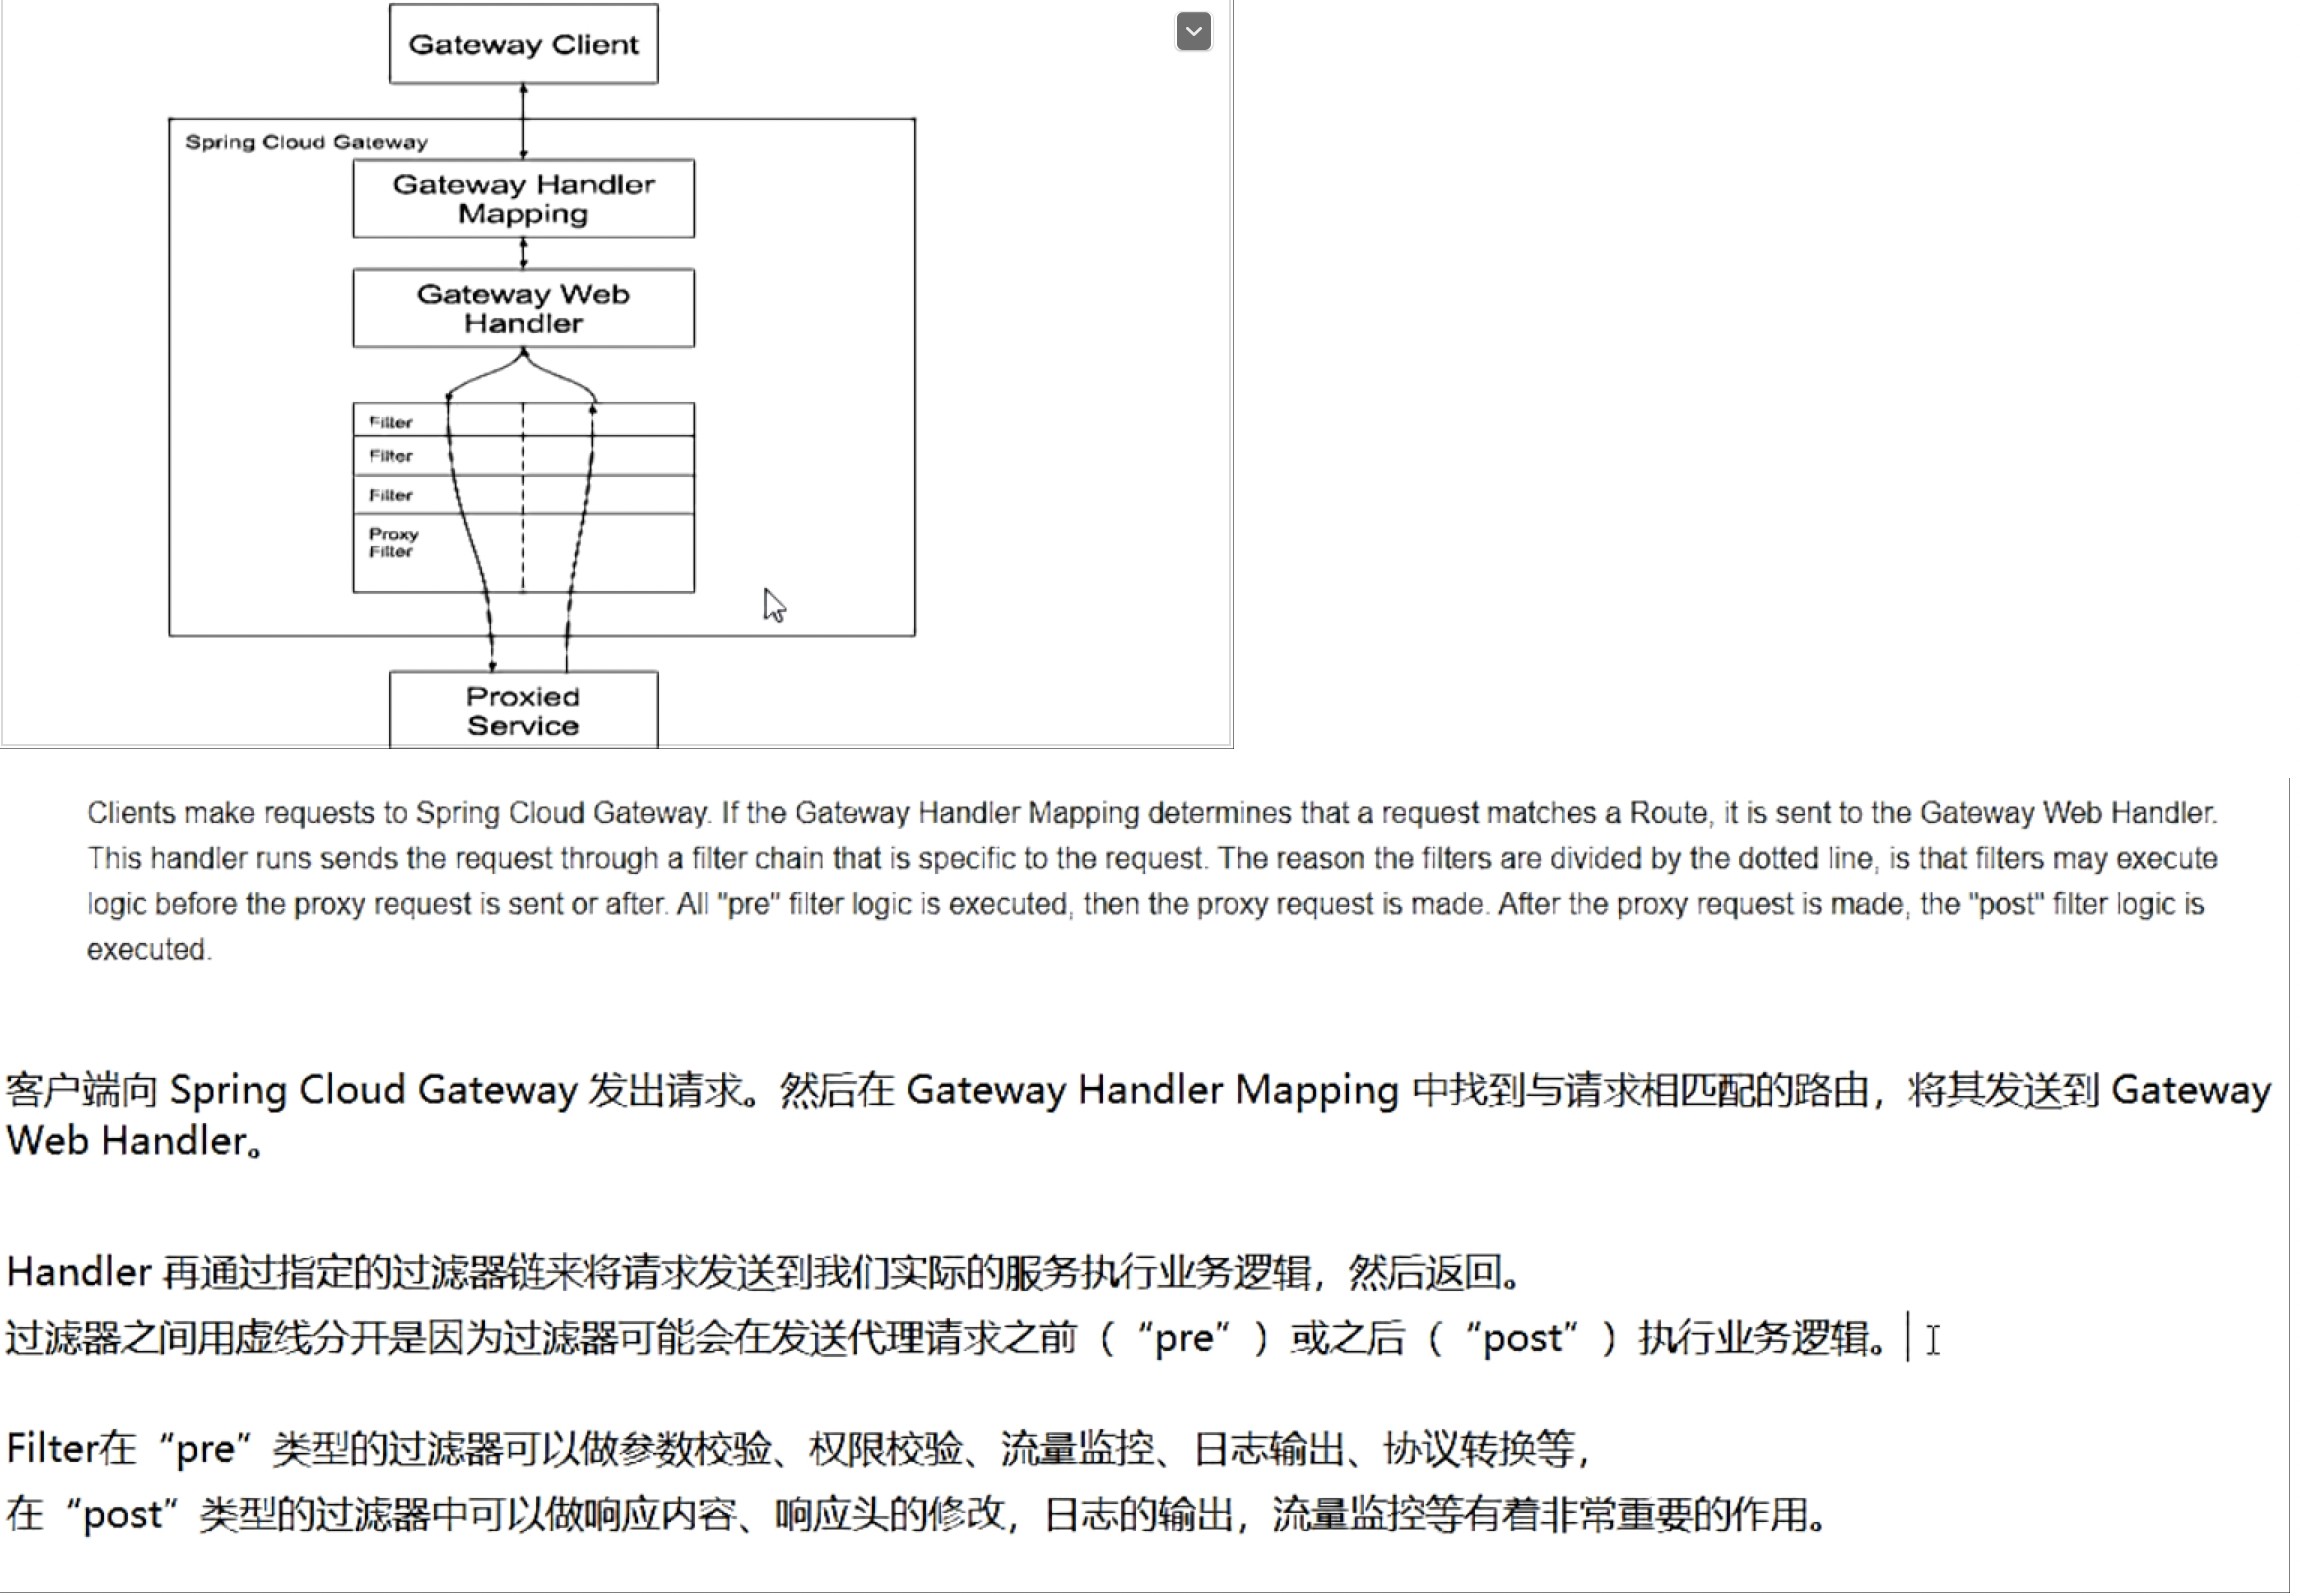 Gateway Client
Spring Cloud Gateway
Gateway Handler
Mapping
Gateway Web
Handler
Filter
Filter
Filter
Proxy
Filter
Proxied
Service
Clients make requests to Spring Cloud Gateway. If the Gateway Handler Mapping determines that a request matches a Route, it is sent to the Gateway Web Handler.
This handler runs sends the request through a filter chain that is specific to the request. The reason the filters are divided by the dotted line, is that filters may execute
logic before the proxy request is sent or after. All "pre" filter logic is executed, then the proxy request is made. After the proxy request is made, the "post" filter logic is
executed.
客户端向 Spring Cloud Gateway 发出请求。然后在 Gateway Handler Mapping 中找到与请求相匹配的路由，将其发送到 Gateway
Web Handler。
Handler 再通过指定的过滤器链来将请求发送到我们实际的服务执行业务逻辑，然后返回。
过滤器之间用虚线分开是因为过滤器可能会在发送代理请求之前（“pre”）或之后（“post”）执行业务逻辑。
Filter在“pre”类型的过滤器可以做参数校验、权限校验、流量监控、日志输出、协议转换等，
在“post”类型的过滤器中可以做响应内容、响应头的修改，日志的输出，流量监控等有着非常重要的作用。